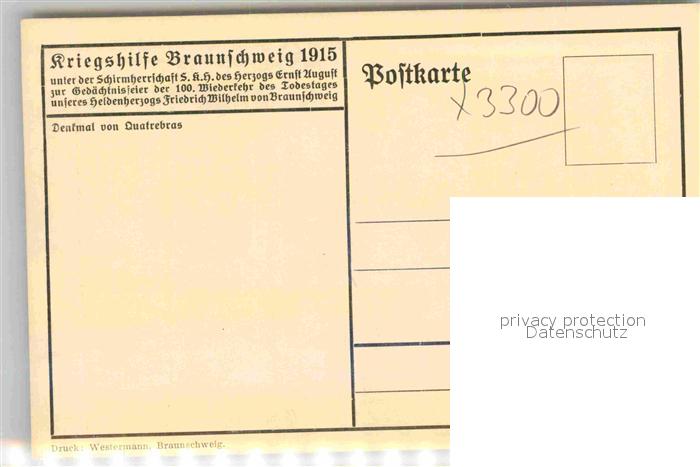 Kriegshilfe Braunſchweig 1915
unter der Schirmherrſchaft S. K. H. des Herzogs Ernſt Auguſt
zur Gedächtnisfeier der 100. Wiederkehr des Todestages
unſeres Heldenherzogs Friedrich Wilhelm von Braunſchweig
Denkmal von Quatrebras
Poſtkarte
x3300
privacy protection
Datenschutz
Druck: Westermann, Braunschweig.